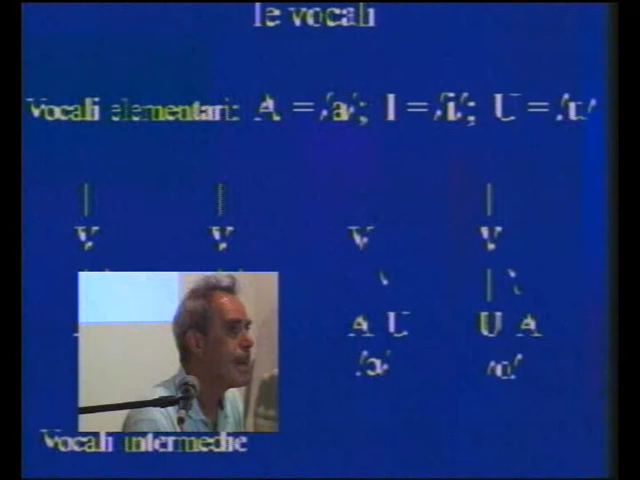 le vocali
Vocali elementari: A = /a/; I = /i/; U = /u/
V V V V
A U U A
/ɔ/ /o/
Vocali intermedie